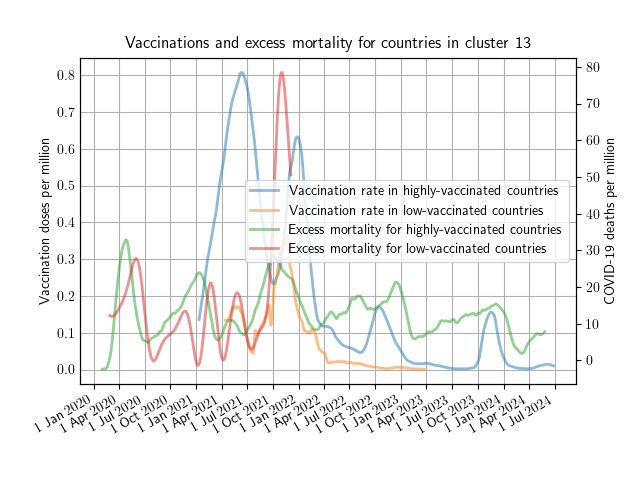 Vaccinations and excess mortality for countries in cluster 13
Vaccination doses per million
0.8
0.7
0.6
0.5
0.4
0.3
0.2
0.1
0.0
80
70
60
50
40
30
20
10
0
COVID-19 deaths per million
Vaccination rate in highly-vaccinated countries
Vaccination rate in low-vaccinated countries
Excess mortality for highly-vaccinated countries
Excess mortality for low-vaccinated countries
1 Jan 2020
1 Apr 2020
1 Jul 2020
1 Oct 2020
1 Jan 2021
1 Apr 2021
1 Jul 2021
1 Oct 2021
1 Jan 2022
1 Apr 2022
1 Jul 2022
1 Oct 2022
1 Jan 2023
1 Apr 2023
1 Jul 2023
1 Oct 2023
1 Jan 2024
1 Apr 2024
1 Jul 2024